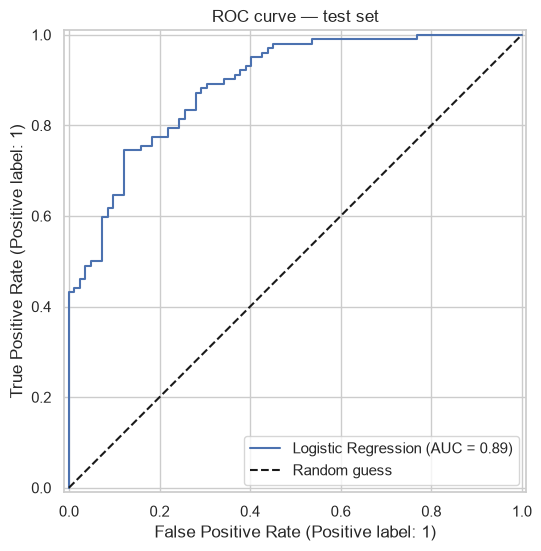 ROC curve — test set
True Positive Rate (Positive label: 1)
1.0
0.8
0.6
0.4
0.2
0.0
0.0 0.2 0.4 0.6 0.8 1.0
False Positive Rate (Positive label: 1)
Logistic Regression (AUC = 0.89)
Random guess